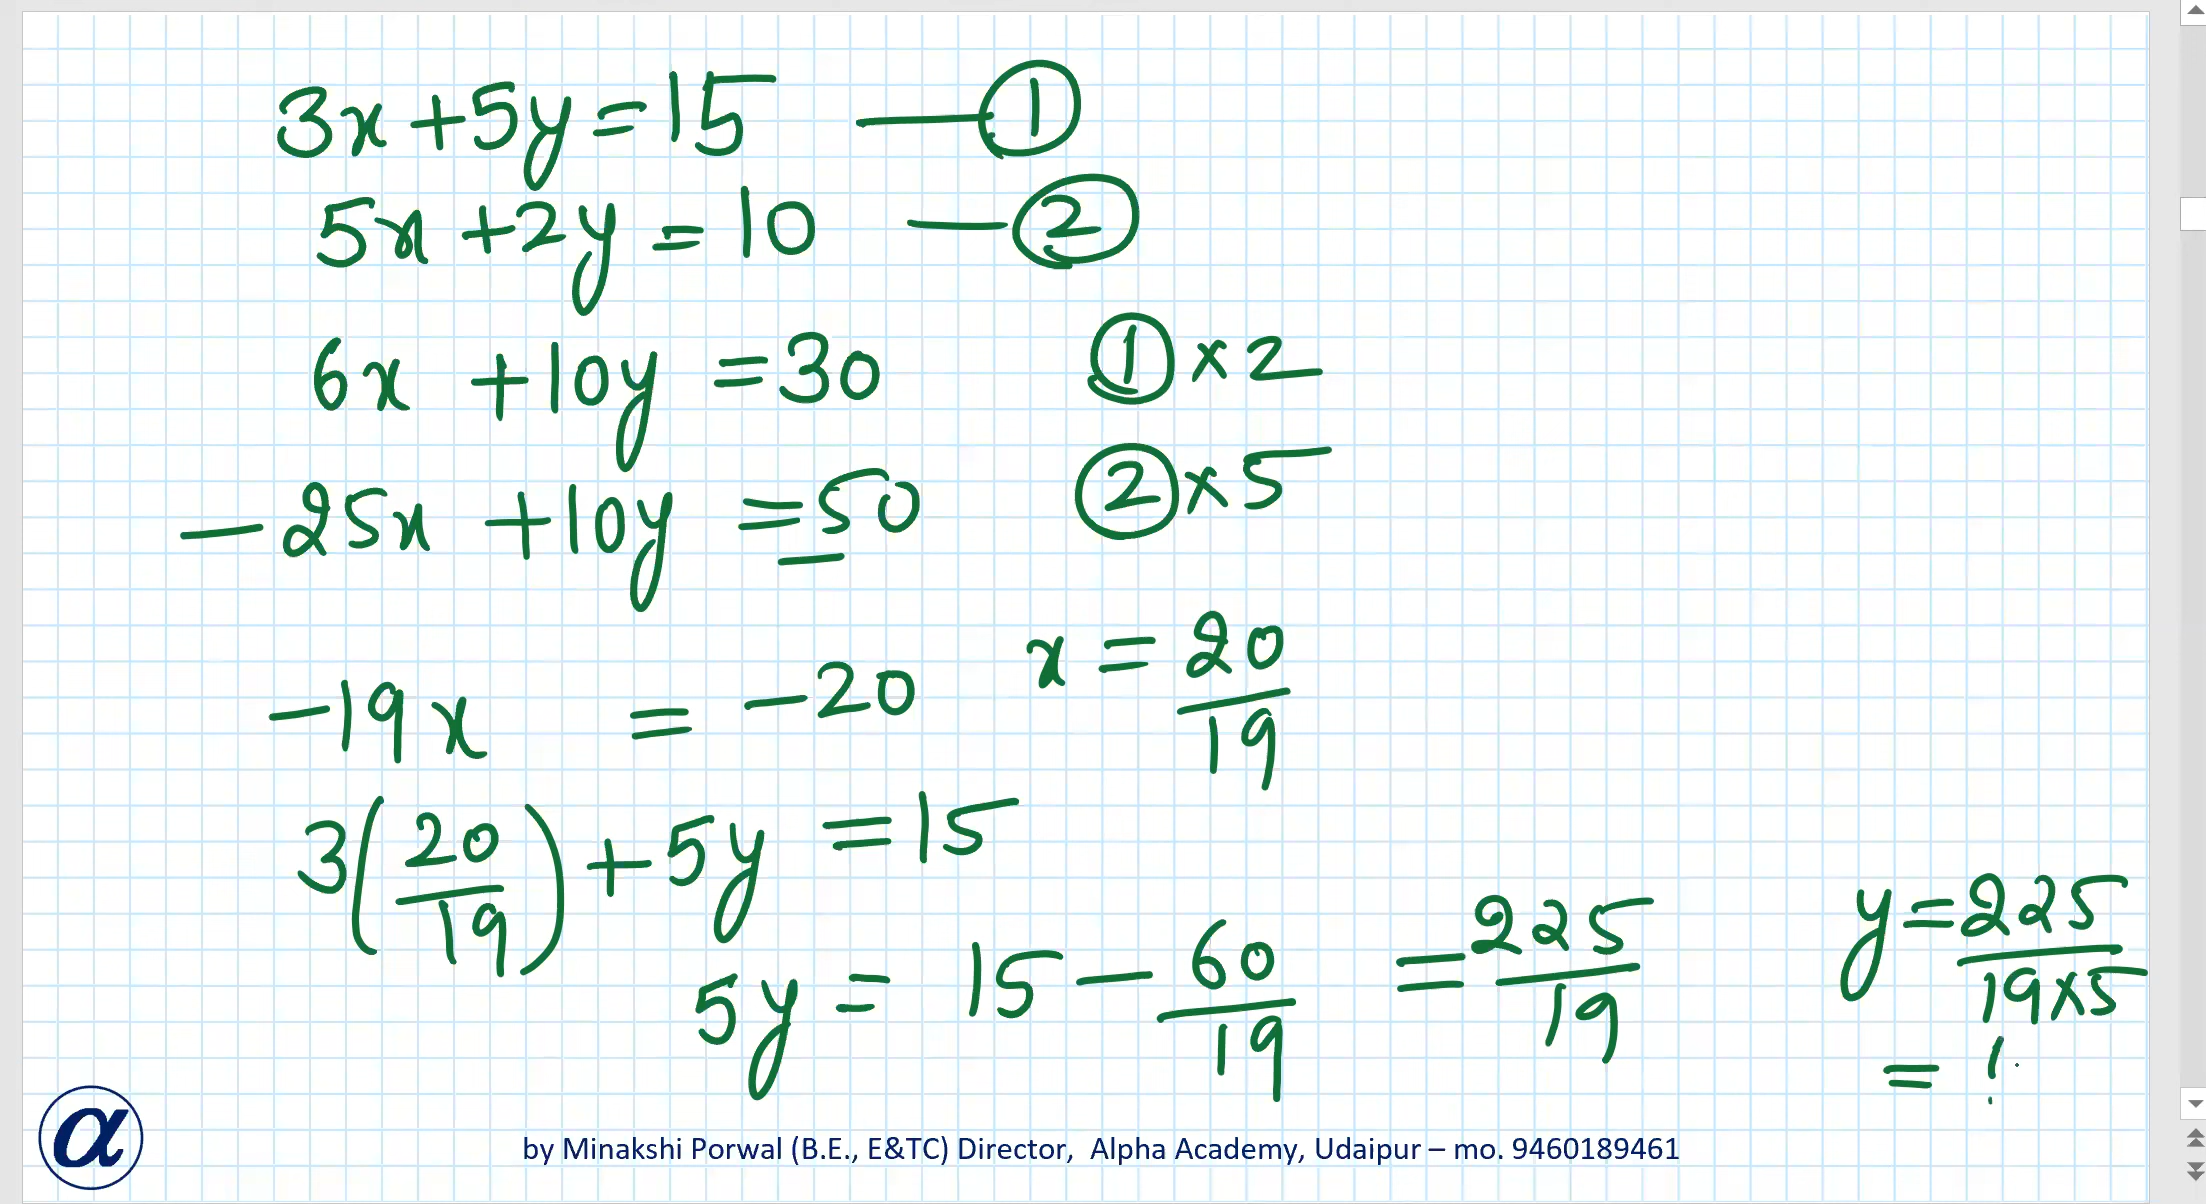 3x+5y=15 —①
5x+2y=10 —②
6x+10y=30 ①×2
−25x+10y=50 ②×5
−19x = −20 x=20/19
3(20/19)+5y=15
5y=15−60/19 =225/19 y=225/19×5
= 1
α
by Minakshi Porwal (B.E., E&TC) Director, Alpha Academy, Udaipur – mo. 9460189461